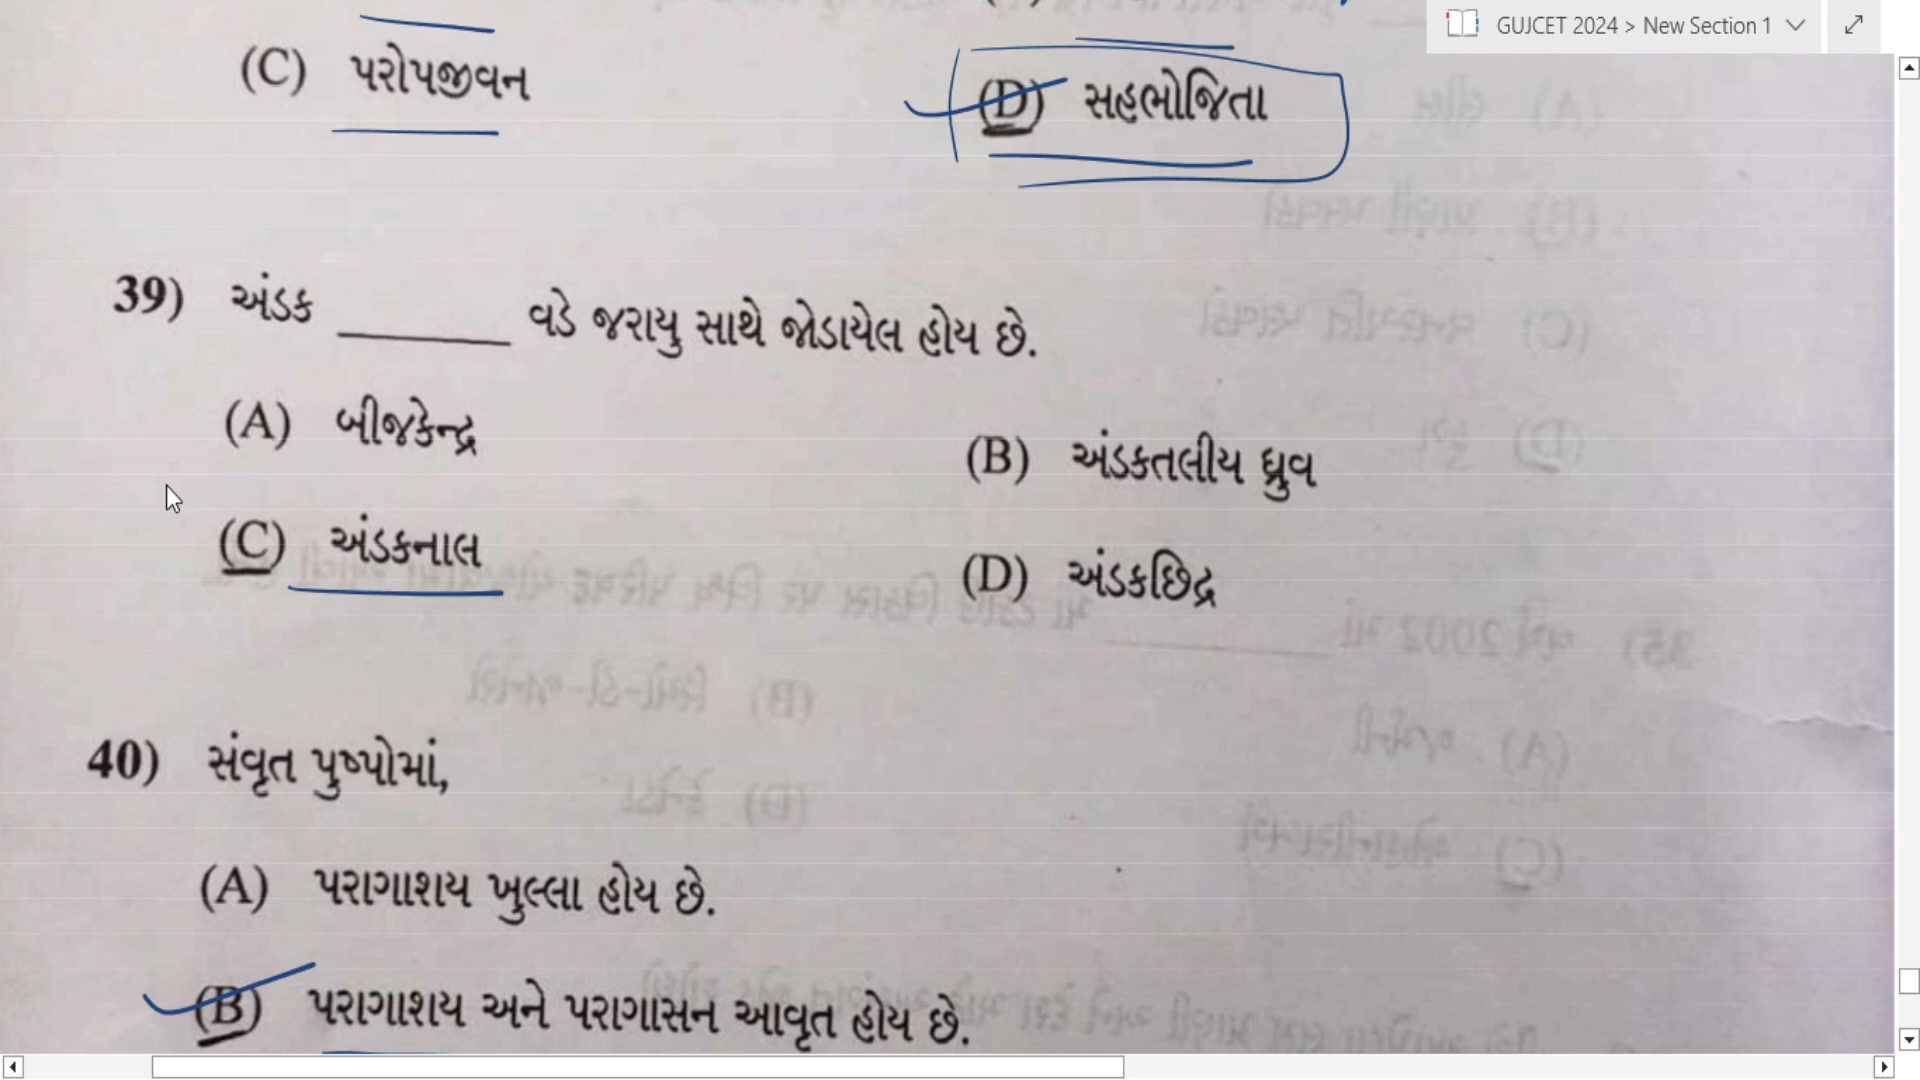 GUJCET 2024 > New Section 1
(C) પરોપજીવન (D) સહભોજિતા
39) અંડક ______ વડે જરાયુ સાથે જોડાયેલ હોય છે.
(A) બીજકેન્દ્ર (B) અંડકતલીય ધ્રુવ
(C) અંડકનાલ (D) અંડકછિદ્ર
40) સંવૃત પુષ્પોમાં,
(A) પરાગાશય ખુલ્લા હોય છે.
(B) પરાગાશય અને પરાગાસન આવૃત હોય છે.